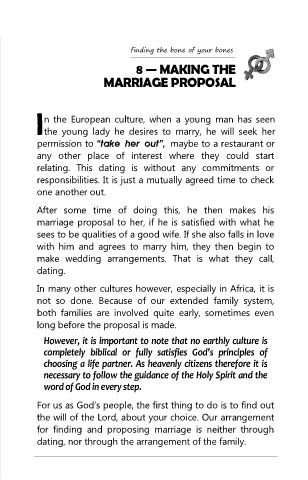 finding the bone of your bones
8 — MAKING THE
MARRIAGE PROPOSAL
In the European culture, when a young man has seen
the young lady he desires to marry, he will seek her
permission to "take her out", maybe to a restaurant or
any other place of interest where they could start
relating. This dating is without any commitments or
responsibilities. It is just a mutually agreed time to check
one another out.
After some time of doing this, he then makes his
marriage proposal to her, if he is satisfied with what he
sees to be qualities of a good wife. If she also falls in love
with him and agrees to marry him, they then begin to
make wedding arrangements. That is what they call,
dating.
In many other cultures however, especially in Africa, it is
not so done. Because of our extended family system,
both families are involved quite early, sometimes even
long before the proposal is made.
However, it is important to note that no earthly culture is
completely biblical or fully satisfies God's principles of
choosing a life partner. As heavenly citizens therefore it is
necessary to follow the guidance of the Holy Spirit and the
word of God in every step.
For us as God's people, the first thing to do is to find out
the will of the Lord, about your choice. Our arrangement
for finding and proposing marriage is neither through
dating, nor through the arrangement of the family.